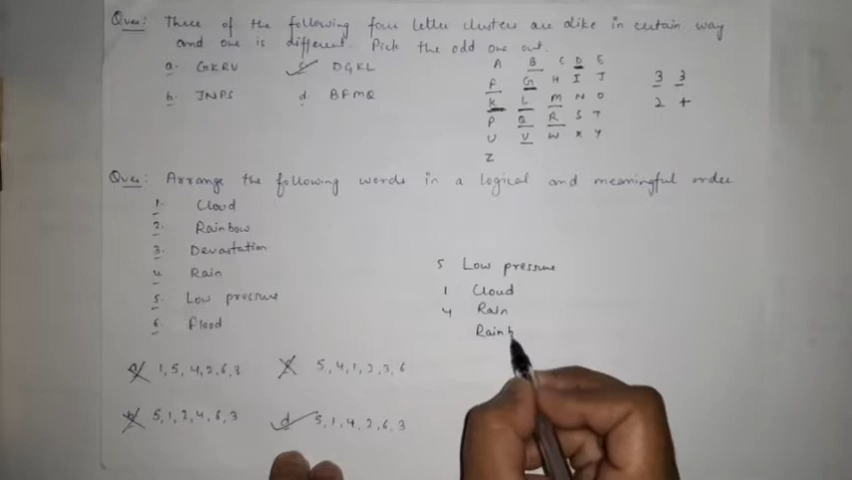 Ques: Three of the following four letter clusters are alike in certain way
and one is different. Pick the odd one out.
a. GKRV c. DGKL
b. JNPS d. BFMQ
A B C D E
F G H I J
K L M N O
P Q R S T
U V W X Y
Z
3 3
2 4
Ques: Arrange the following words in a logical and meaningful order
1. Cloud
2. Rainbow
3. Devastation
4. Rain
5. Low pressure
6. Flood
5 Low pressure
1 Cloud
4 Rain
Rainb
a 1, 5, 4, 2, 6, 3 5, 4, 1, 2, 3, 6
b 5, 1, 2, 4, 6, 3 d 5, 1, 4, 2, 6, 3